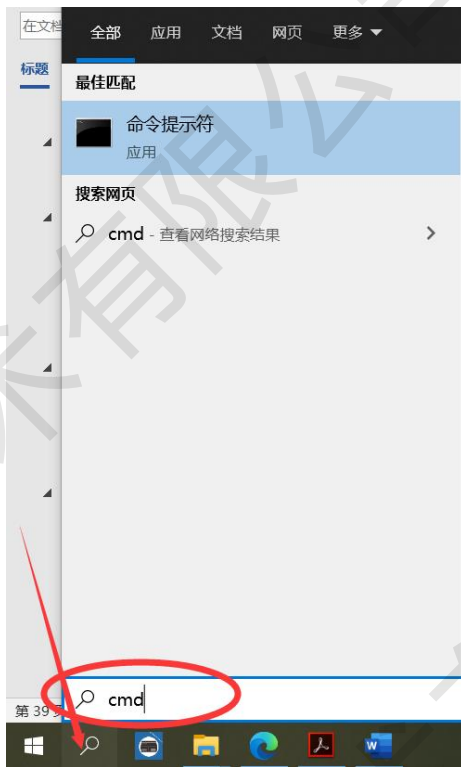 在文档
全部 应用 文档 网页 更多
标题
最佳匹配
命令提示符
应用
搜索网页
cmd - 查看网络搜索结果
cmd
第 39